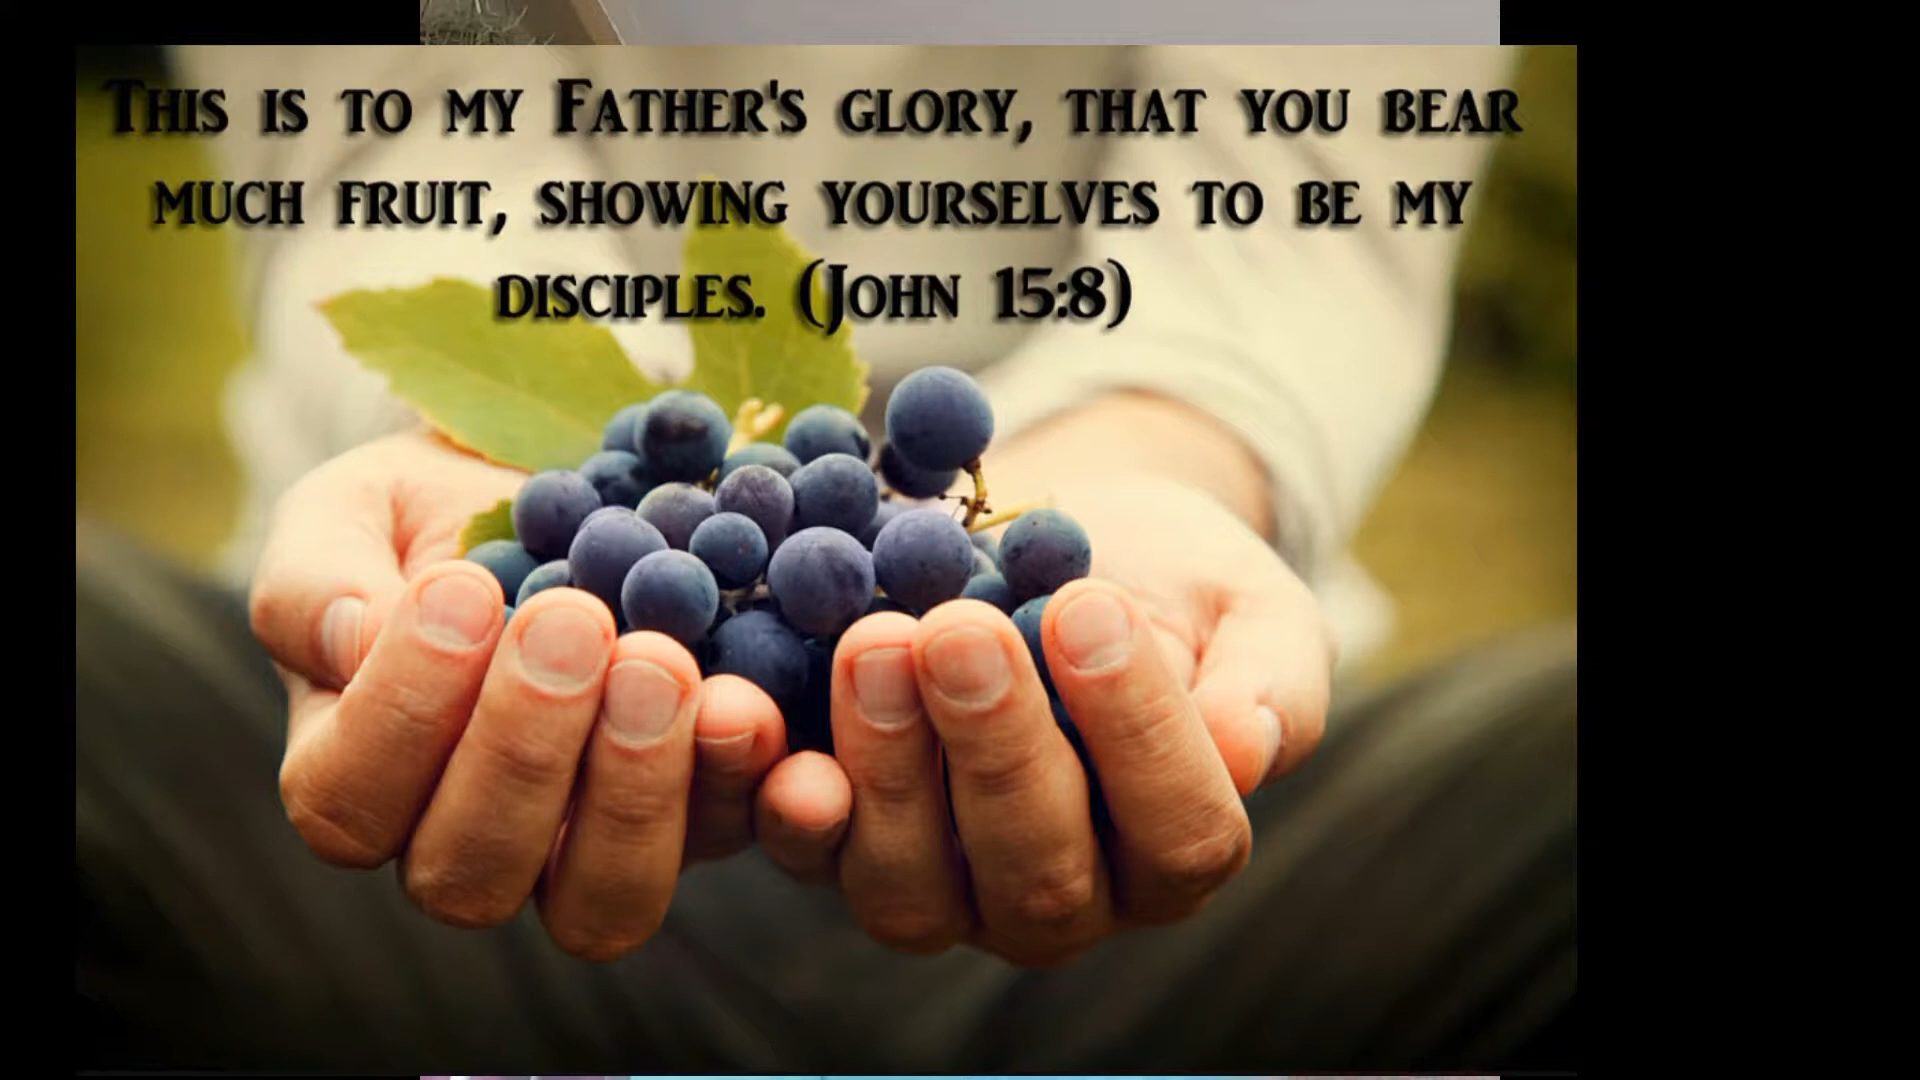 This is to my Father's glory, that you bear
much fruit, showing yourselves to be my
disciples. (John 15:8)